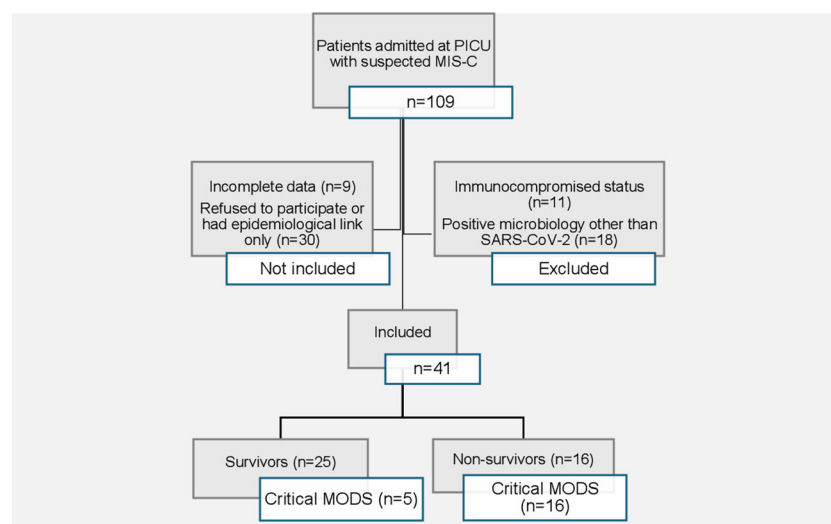 Patients admitted at PICU
with suspected MIS-C
n=109
Incomplete data (n=9)
Refused to participate or
had epidemiological link
only (n=30)
Not included
Immunocompromised status
(n=11)
Positive microbiology other than
SARS-CoV-2 (n=18)
Excluded
Included
n=41
Survivors (n=25)
Critical MODS (n=5)
Non-survivors (n=16)
Critical MODS
(n=16)